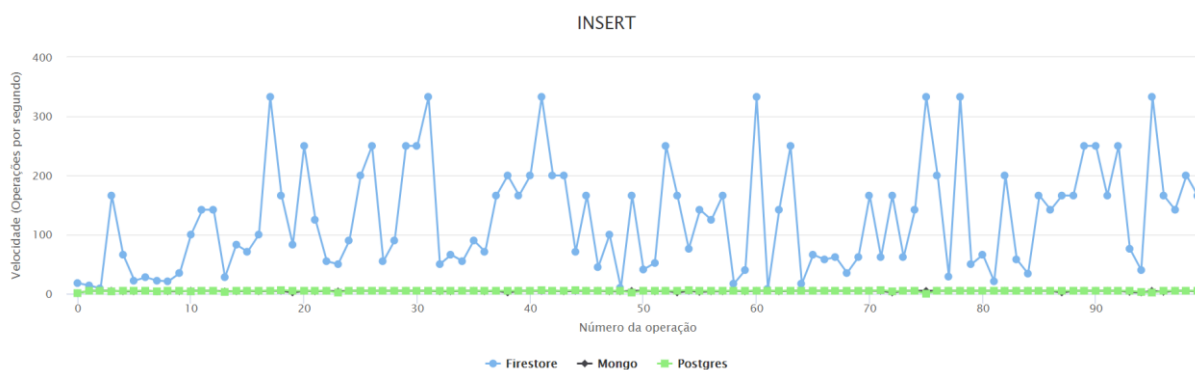 INSERT
Velocidade (Operações por segundo)
400
300
200
100
0
0 10 20 30 40 50 60 70 80 90
Número da operação
Firestore Mongo Postgres